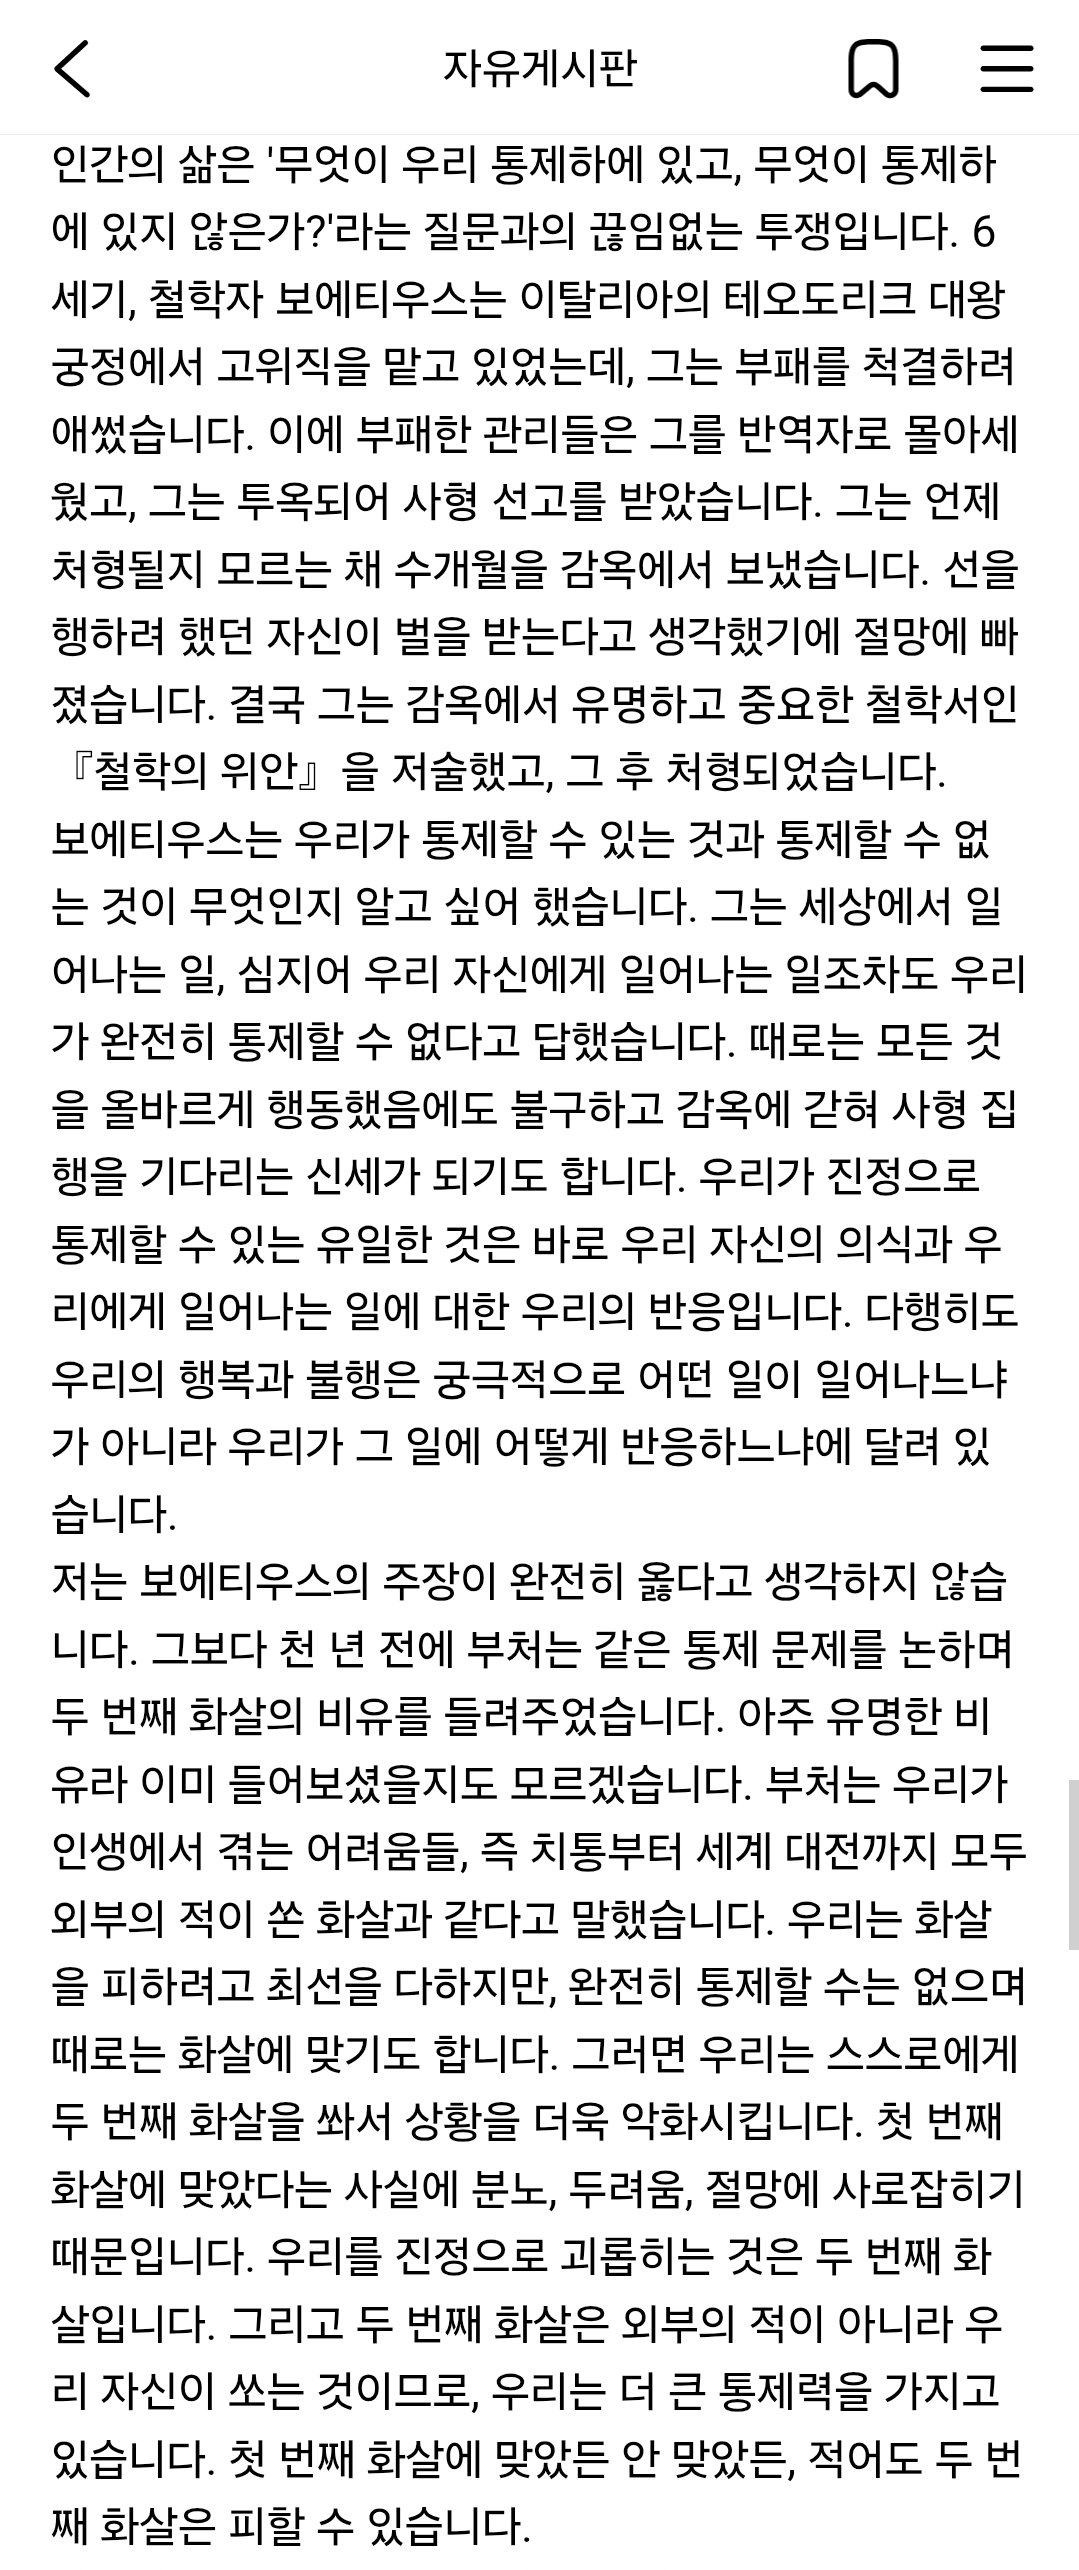 자유게시판
인간의 삶은 '무엇이 우리 통제하에 있고, 무엇이 통제하
에 있지 않은가?'라는 질문과의 끊임없는 투쟁입니다. 6
세기, 철학자 보에티우스는 이탈리아의 테오도리크 대왕
궁정에서 고위직을 맡고 있었는데, 그는 부패를 척결하려
애썼습니다. 이에 부패한 관리들은 그를 반역자로 몰아세
웠고, 그는 투옥되어 사형 선고를 받았습니다. 그는 언제
처형될지 모르는 채 수개월을 감옥에서 보냈습니다. 선을
행하려 했던 자신이 벌을 받는다고 생각했기에 절망에 빠
졌습니다. 결국 그는 감옥에서 유명하고 중요한 철학서인
『철학의 위안』을 저술했고, 그 후 처형되었습니다.
보에티우스는 우리가 통제할 수 있는 것과 통제할 수 없
는 것이 무엇인지 알고 싶어 했습니다. 그는 세상에서 일
어나는 일, 심지어 우리 자신에게 일어나는 일조차도 우리
가 완전히 통제할 수 없다고 답했습니다. 때로는 모든 것
을 올바르게 행동했음에도 불구하고 감옥에 갇혀 사형 집
행을 기다리는 신세가 되기도 합니다. 우리가 진정으로
통제할 수 있는 유일한 것은 바로 우리 자신의 의식과 우
리에게 일어나는 일에 대한 우리의 반응입니다. 다행히도
우리의 행복과 불행은 궁극적으로 어떤 일이 일어나느냐
가 아니라 우리가 그 일에 어떻게 반응하느냐에 달려 있
습니다.
저는 보에티우스의 주장이 완전히 옳다고 생각하지 않습
니다. 그보다 천 년 전에 부처는 같은 통제 문제를 논하며
두 번째 화살의 비유를 들려주었습니다. 아주 유명한 비
유라 이미 들어보셨을지도 모르겠습니다. 부처는 우리가
인생에서 겪는 어려움들, 즉 치통부터 세계 대전까지 모두
외부의 적이 쏜 화살과 같다고 말했습니다. 우리는 화살
을 피하려고 최선을 다하지만, 완전히 통제할 수는 없으며
때로는 화살에 맞기도 합니다. 그러면 우리는 스스로에게
두 번째 화살을 쏴서 상황을 더욱 악화시킵니다. 첫 번째
화살에 맞았다는 사실에 분노, 두려움, 절망에 사로잡히기
때문입니다. 우리를 진정으로 괴롭히는 것은 두 번째 화
살입니다. 그리고 두 번째 화살은 외부의 적이 아니라 우
리 자신이 쏘는 것이므로, 우리는 더 큰 통제력을 가지고
있습니다. 첫 번째 화살에 맞았든 안 맞았든, 적어도 두 번
째 화살은 피할 수 있습니다.